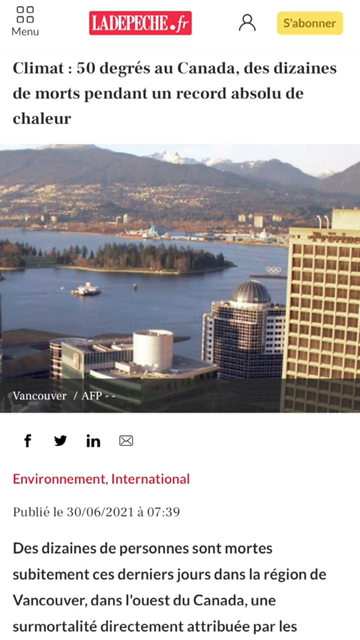 Menu
LADEPECHE.fr
S'abonner
Climat : 50 degrés au Canada, des dizaines
de morts pendant un record absolu de
chaleur
Vancouver / AFP - -
Environnement, International
Publié le 30/06/2021 à 07:39
Des dizaines de personnes sont mortes
subitement ces derniers jours dans la région de
Vancouver, dans l'ouest du Canada, une
surmortalité directement attribuée par les